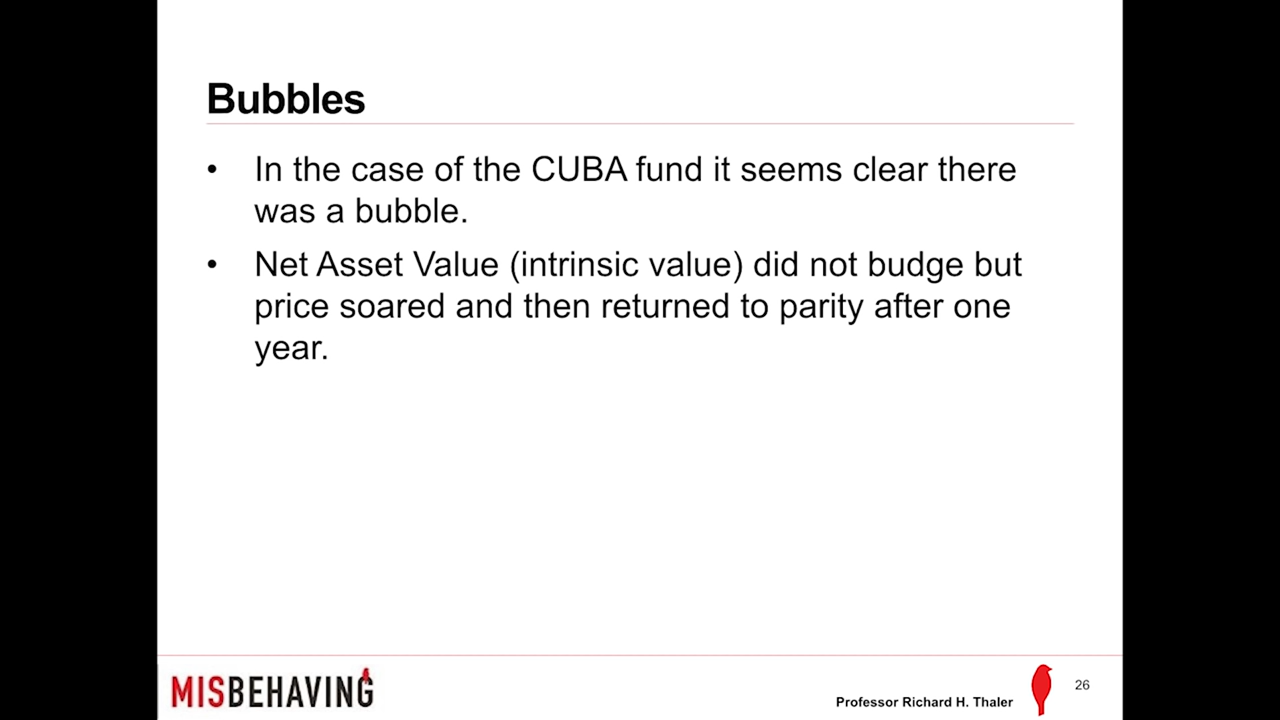 Bubbles
• In the case of the CUBA fund it seems clear there
was a bubble.
• Net Asset Value (intrinsic value) did not budge but
price soared and then returned to parity after one
year.
MISBEHAVING
Professor Richard H. Thaler
26